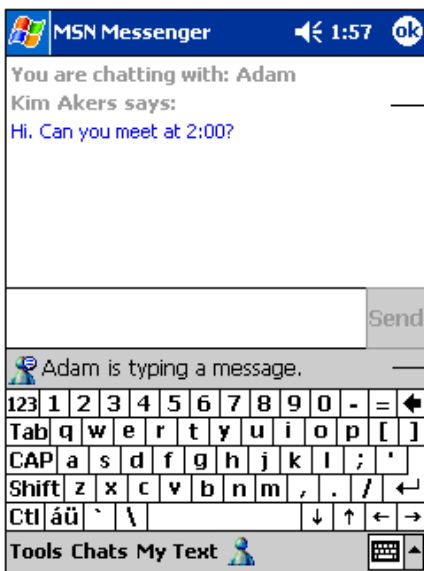 MSN Messenger 1:57 ok
You are chatting with: Adam
Kim Akers says:
Hi. Can you meet at 2:00?
Send
Adam is typing a message.
123 1 2 3 4 5 6 7 8 9 0 - = 🡄
Tab q w e r t y u i o p [ ]
CAP a s d f g h j k l ; '
Shift z x c v b n m , . / ↵
Ctl áü ` \ ↓ ↑ ← →
Tools Chats My Text